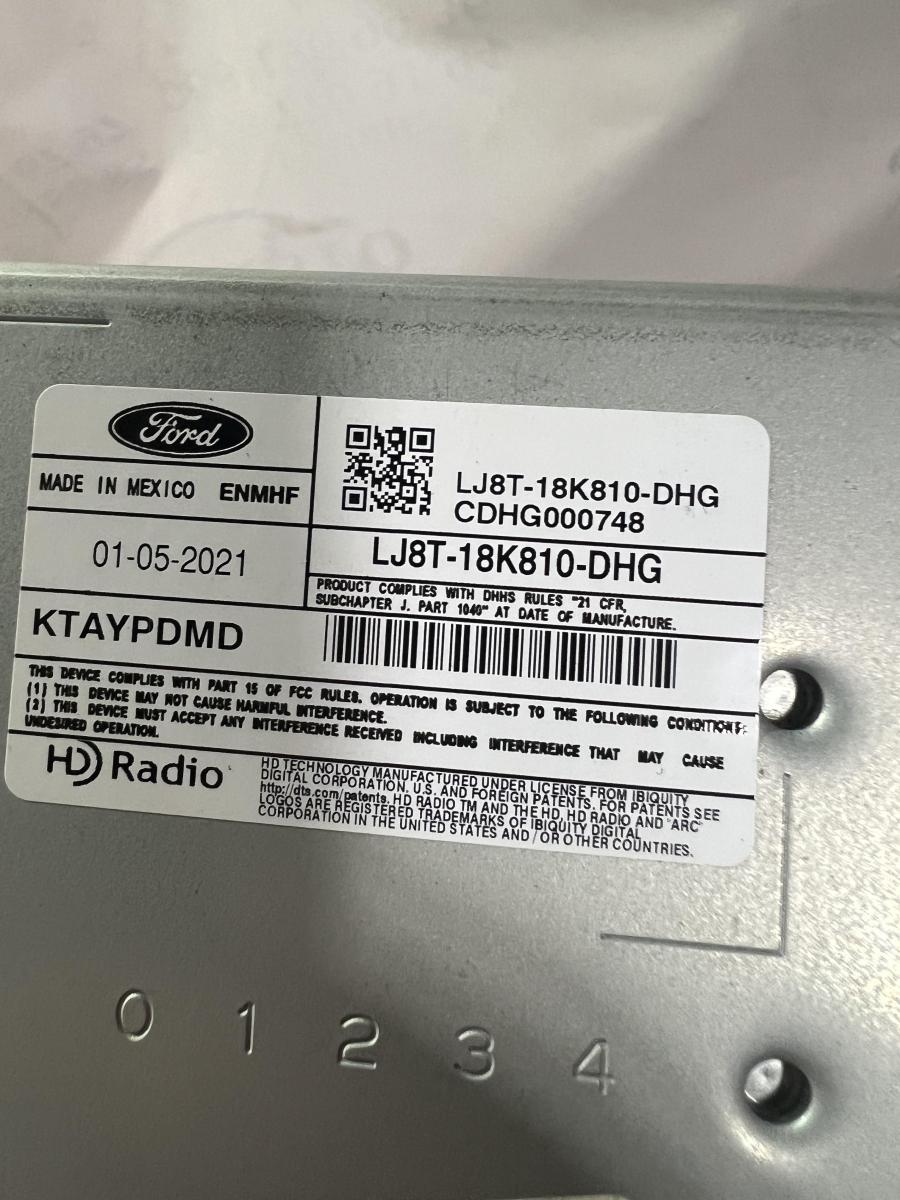 Ford
MADE IN MEXICO ENMHF
LJ8T-18K810-DHG
CDHG000748
01-05-2021
LJ8T-18K810-DHG
PRODUCT COMPLIES WITH DHHS RULES "21 CFR,
SUBCHAPTER J. PART 1040" AT DATE OF MANUFACTURE.
KTAYPDMD
THIS DEVICE COMPLIES WITH PART 15 OF FCC RULES. OPERATION IS SUBJECT TO THE FOLLOWING CONDITIONS:
(1) THIS DEVICE MAY NOT CAUSE HARMFUL INTERFERENCE.
(2) THIS DEVICE MUST ACCEPT ANY INTERFERENCE RECEIVED INCLUDING INTERFERENCE THAT MAY CAUSE
UNDESIRED OPERATION.
HD Radio
HD TECHNOLOGY MANUFACTURED UNDER LICENSE FROM IBIQUITY
DIGITAL CORPORATION. U.S. AND FOREIGN PATENTS. FOR PATENTS SEE
http://dts.com/patents. HD RADIO TM AND THE HD, HD RADIO AND "ARC"
LOGOS ARE REGISTERED TRADEMARKS OF IBIQUITY DIGITAL
CORPORATION IN THE UNITED STATES AND / OR OTHER COUNTRIES.
0 1 2 3 4